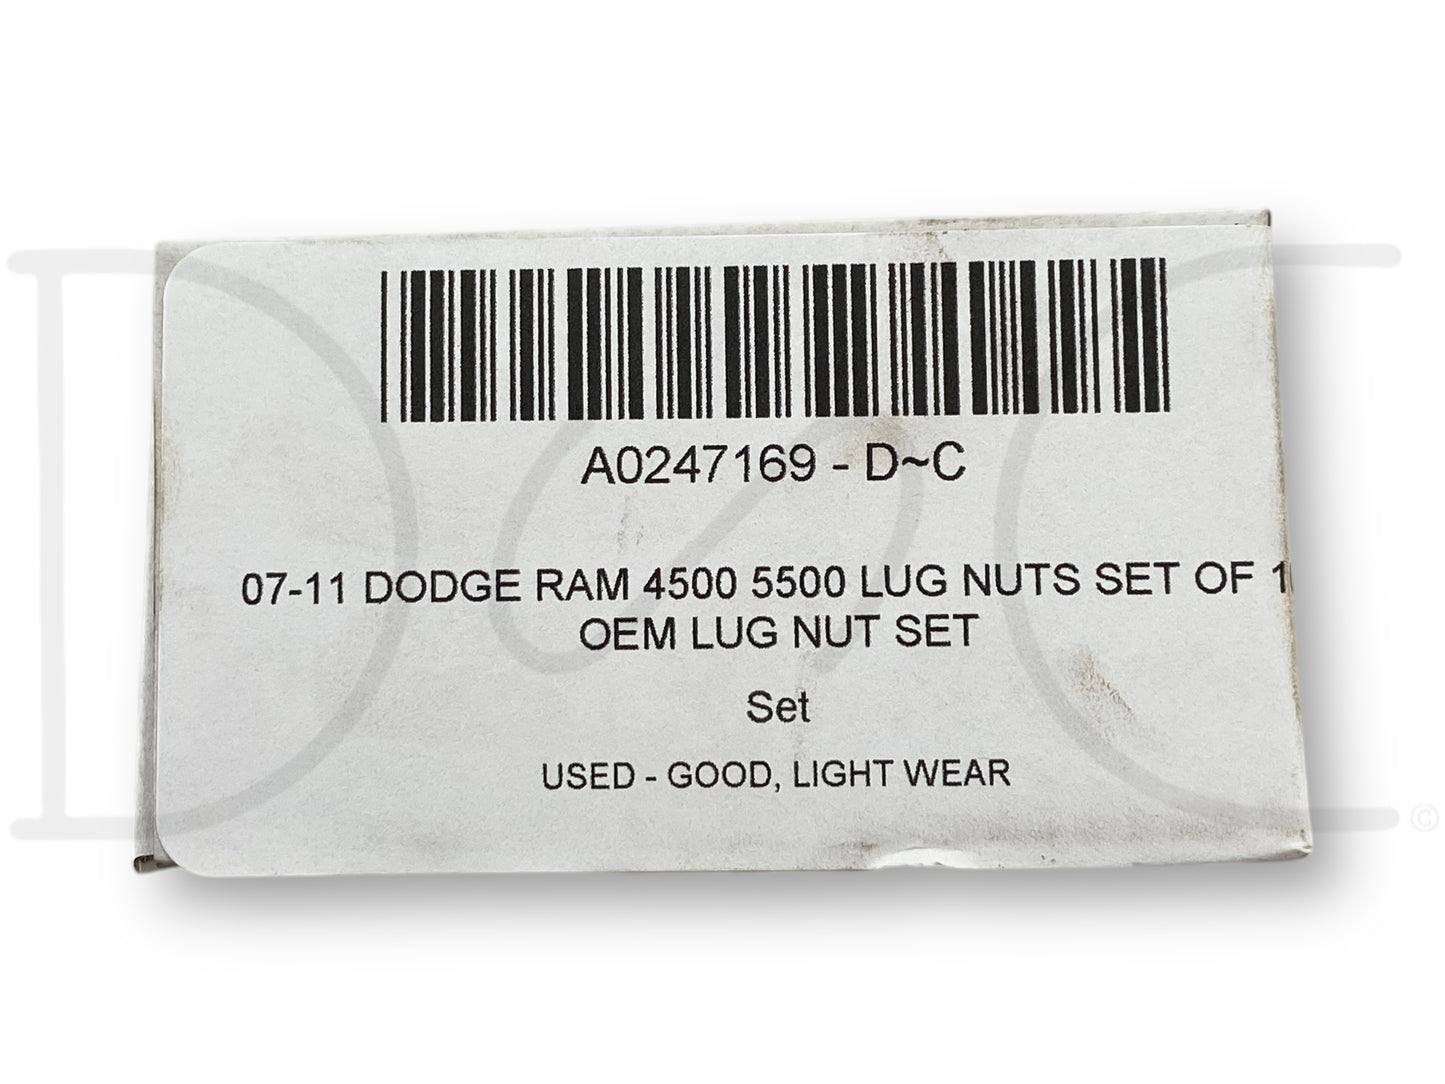 A0247169 - D~C
07-11 DODGE RAM 4500 5500 LUG NUTS SET OF
OEM LUG NUT SET
Set
USED - GOOD, LIGHT WEAR
D~C
©